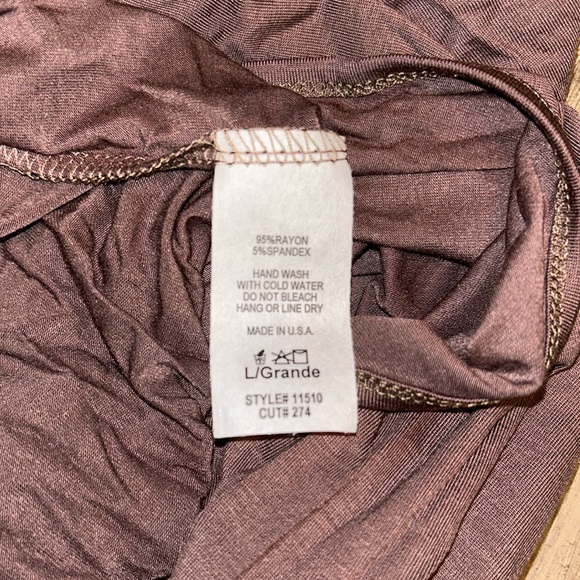 95%RAYON
5%SPANDEX
HAND WASH
WITH COLD WATER
DO NOT BLEACH
HANG OR LINE DRY
MADE IN U.S.A.
L/Grande
STYLE# 11510
CUT# 274